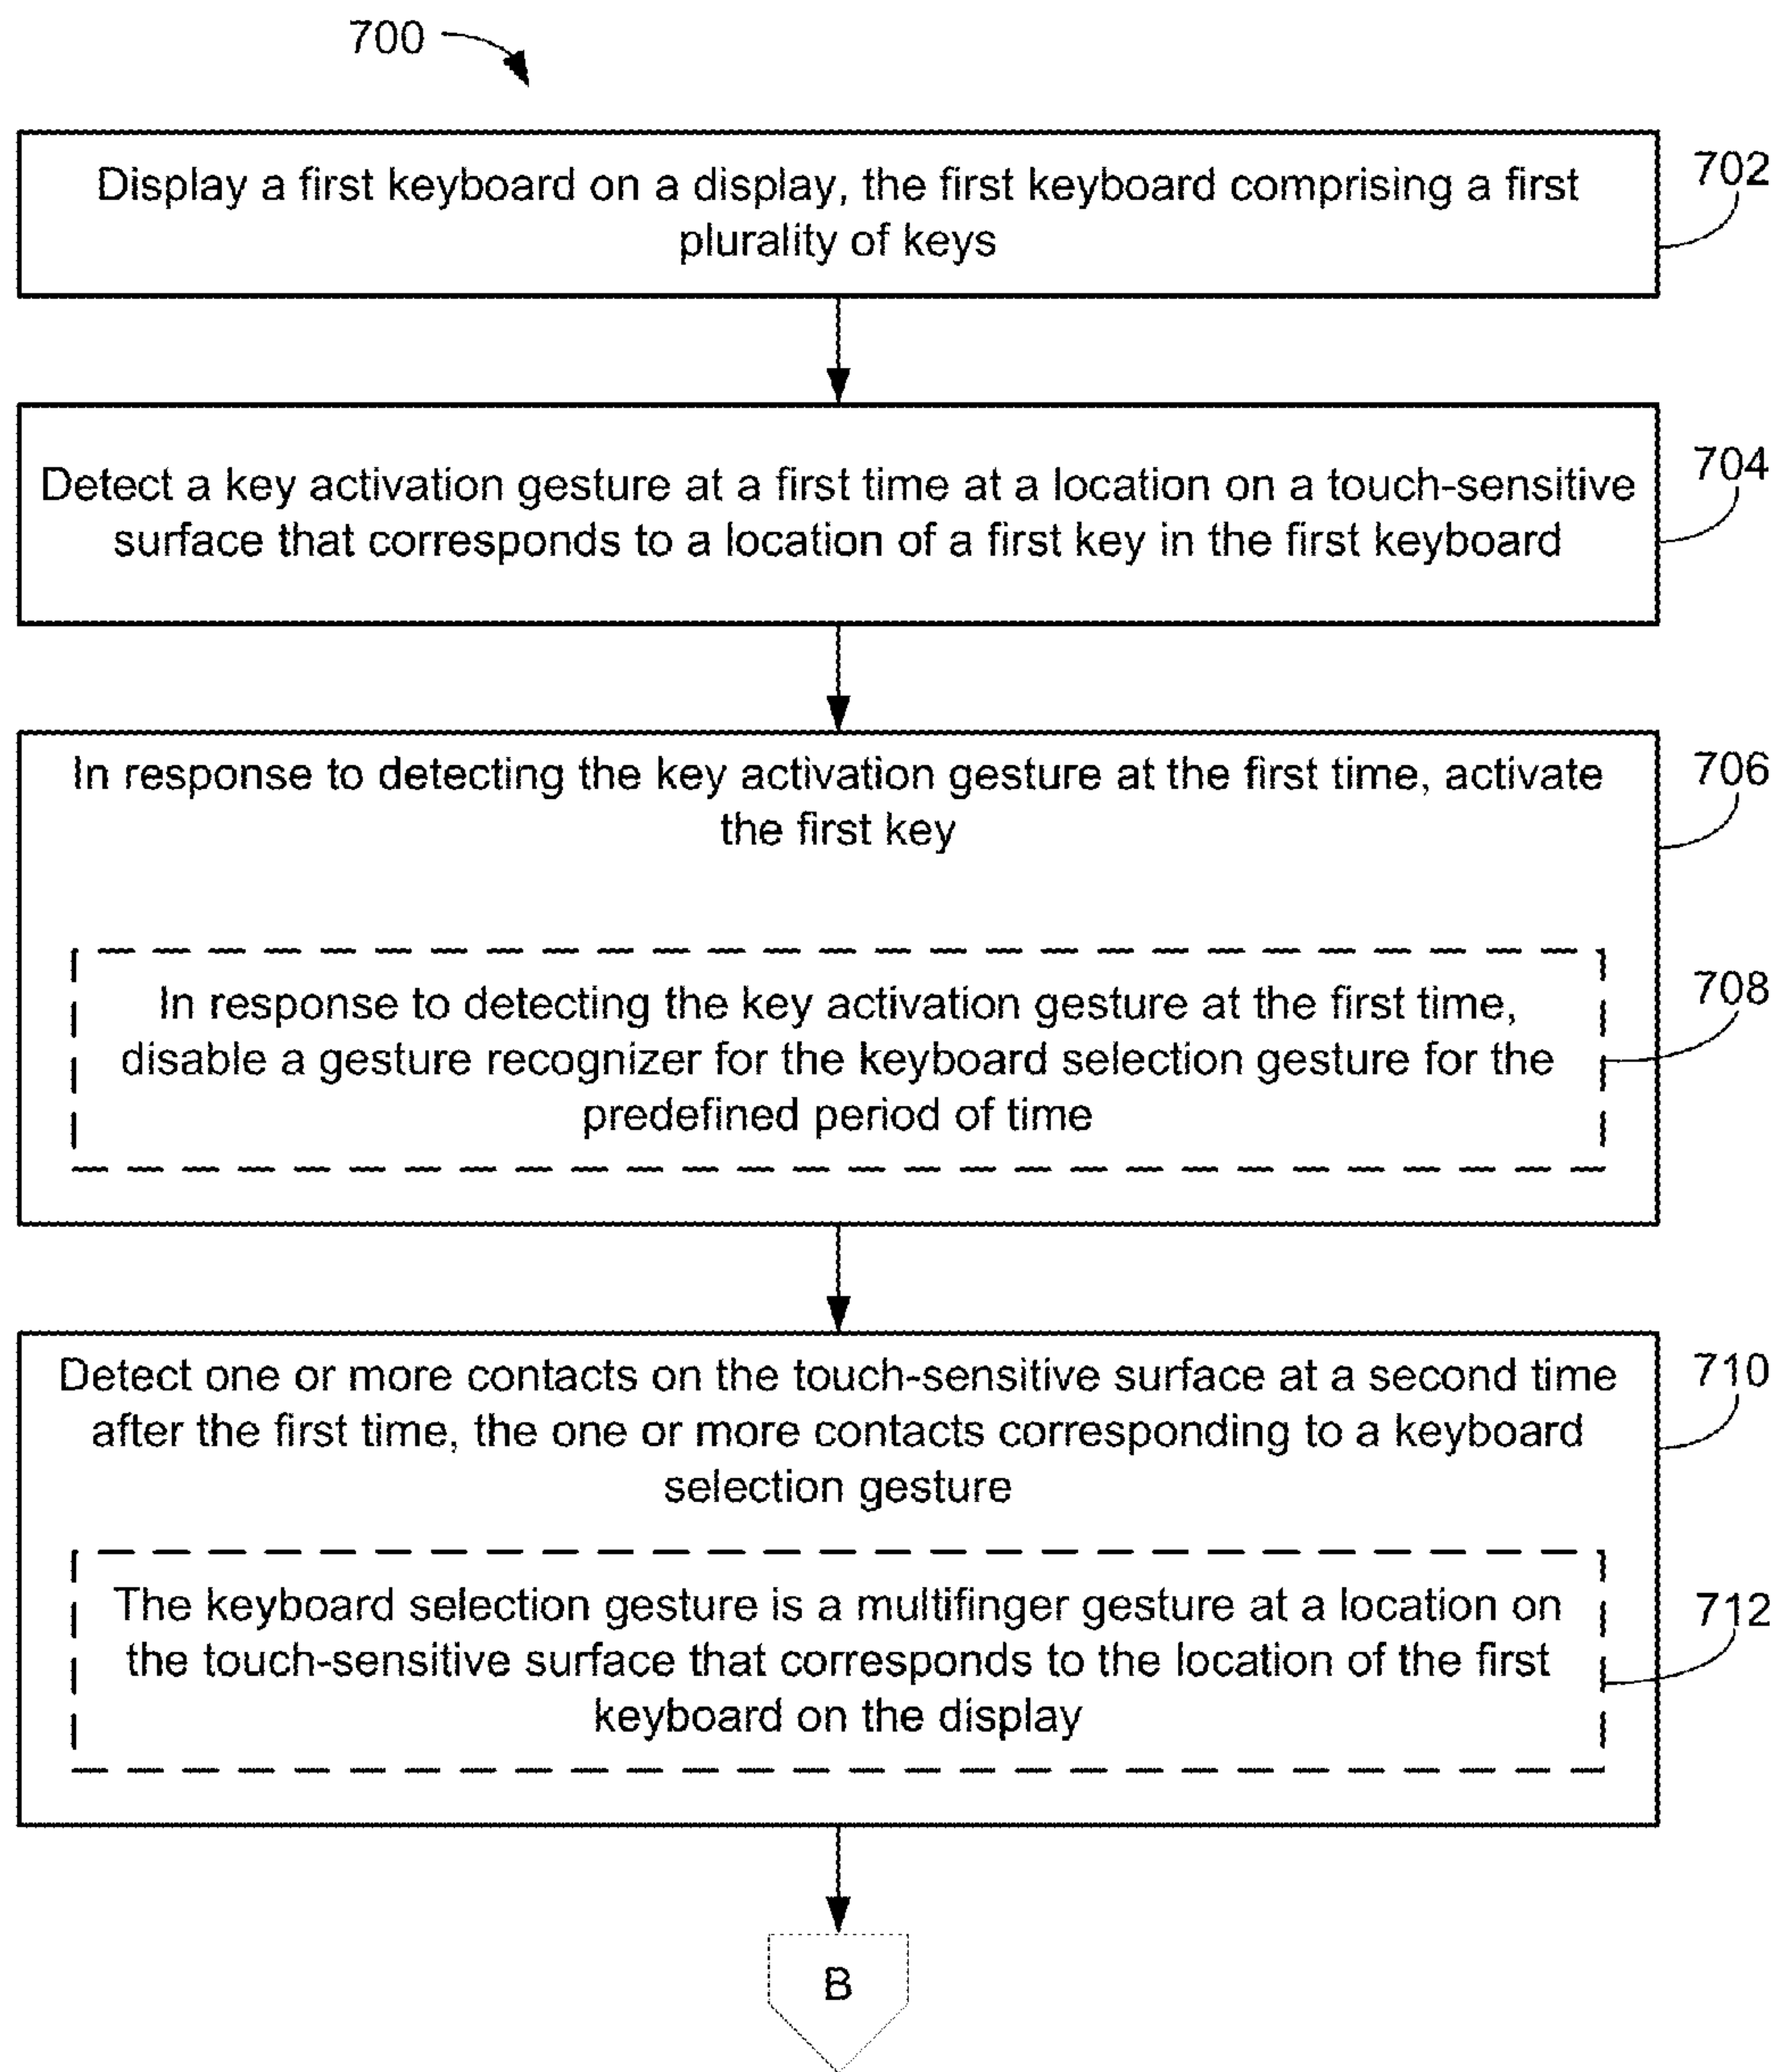 700
Display a first keyboard on a display, the first keyboard comprising a first
plurality of keys
702
Detect a key activation gesture at a first time at a location on a touch-sensitive
surface that corresponds to a location of a first key in the first keyboard
704
In response to detecting the key activation gesture at the first time, activate
the first key
706
In response to detecting the key activation gesture at the first time,
disable a gesture recognizer for the keyboard selection gesture for the
predefined period of time
708
Detect one or more contacts on the touch-sensitive surface at a second time
after the first time, the one or more contacts corresponding to a keyboard
selection gesture
710
The keyboard selection gesture is a multifinger gesture at a location on
the touch-sensitive surface that corresponds to the location of the first
keyboard on the display
712
B